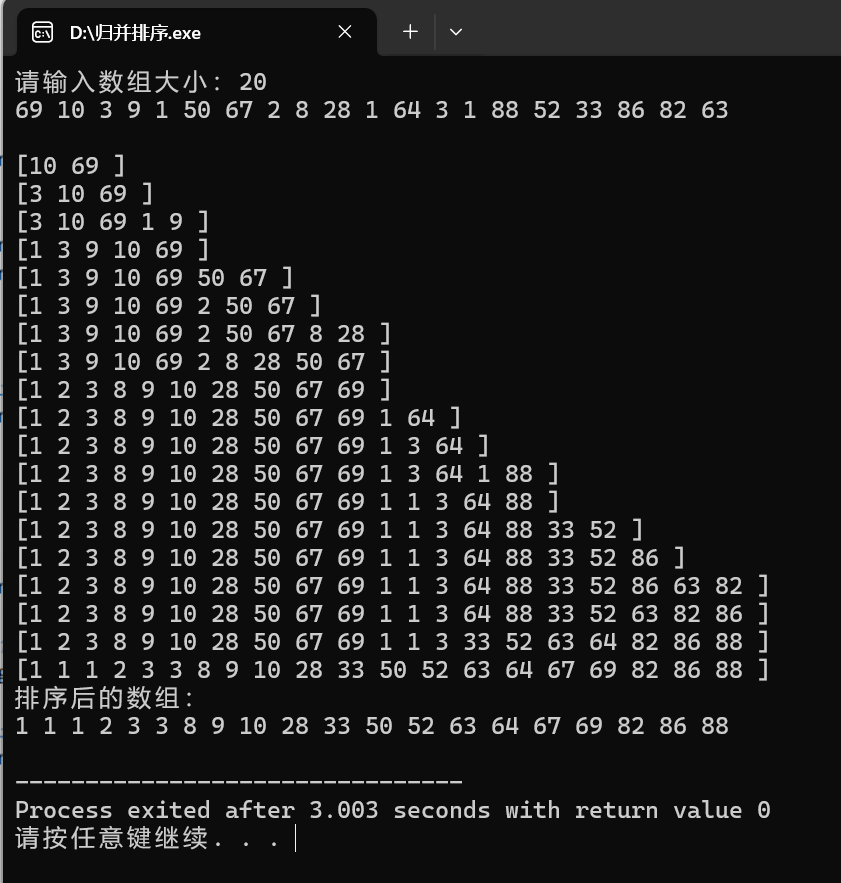 D:\归并排序.exe
请输入数组大小: 20
69 10 3 9 1 50 67 2 8 28 1 64 3 1 88 52 33 86 82 63
[10 69 ]
[3 10 69 ]
[3 10 69 1 9 ]
[1 3 9 10 69 ]
[1 3 9 10 69 50 67 ]
[1 3 9 10 69 2 50 67 ]
[1 3 9 10 69 2 50 67 8 28 ]
[1 3 9 10 69 2 8 28 50 67 ]
[1 2 3 8 9 10 28 50 67 69 ]
[1 2 3 8 9 10 28 50 67 69 1 64 ]
[1 2 3 8 9 10 28 50 67 69 1 3 64 ]
[1 2 3 8 9 10 28 50 67 69 1 3 64 1 88 ]
[1 2 3 8 9 10 28 50 67 69 1 1 3 64 88 ]
[1 2 3 8 9 10 28 50 67 69 1 1 3 64 88 33 52 ]
[1 2 3 8 9 10 28 50 67 69 1 1 3 64 88 33 52 86 ]
[1 2 3 8 9 10 28 50 67 69 1 1 3 64 88 33 52 86 63 82 ]
[1 2 3 8 9 10 28 50 67 69 1 1 3 64 88 33 52 63 82 86 ]
[1 2 3 8 9 10 28 50 67 69 1 1 3 33 52 63 64 82 86 88 ]
[1 1 1 2 3 3 8 9 10 28 33 50 52 63 64 67 69 82 86 88 ]
排序后的数组:
1 1 1 2 3 3 8 9 10 28 33 50 52 63 64 67 69 82 86 88
--------------------------------
Process exited after 3.003 seconds with return value 0
请按任意键继续. . .